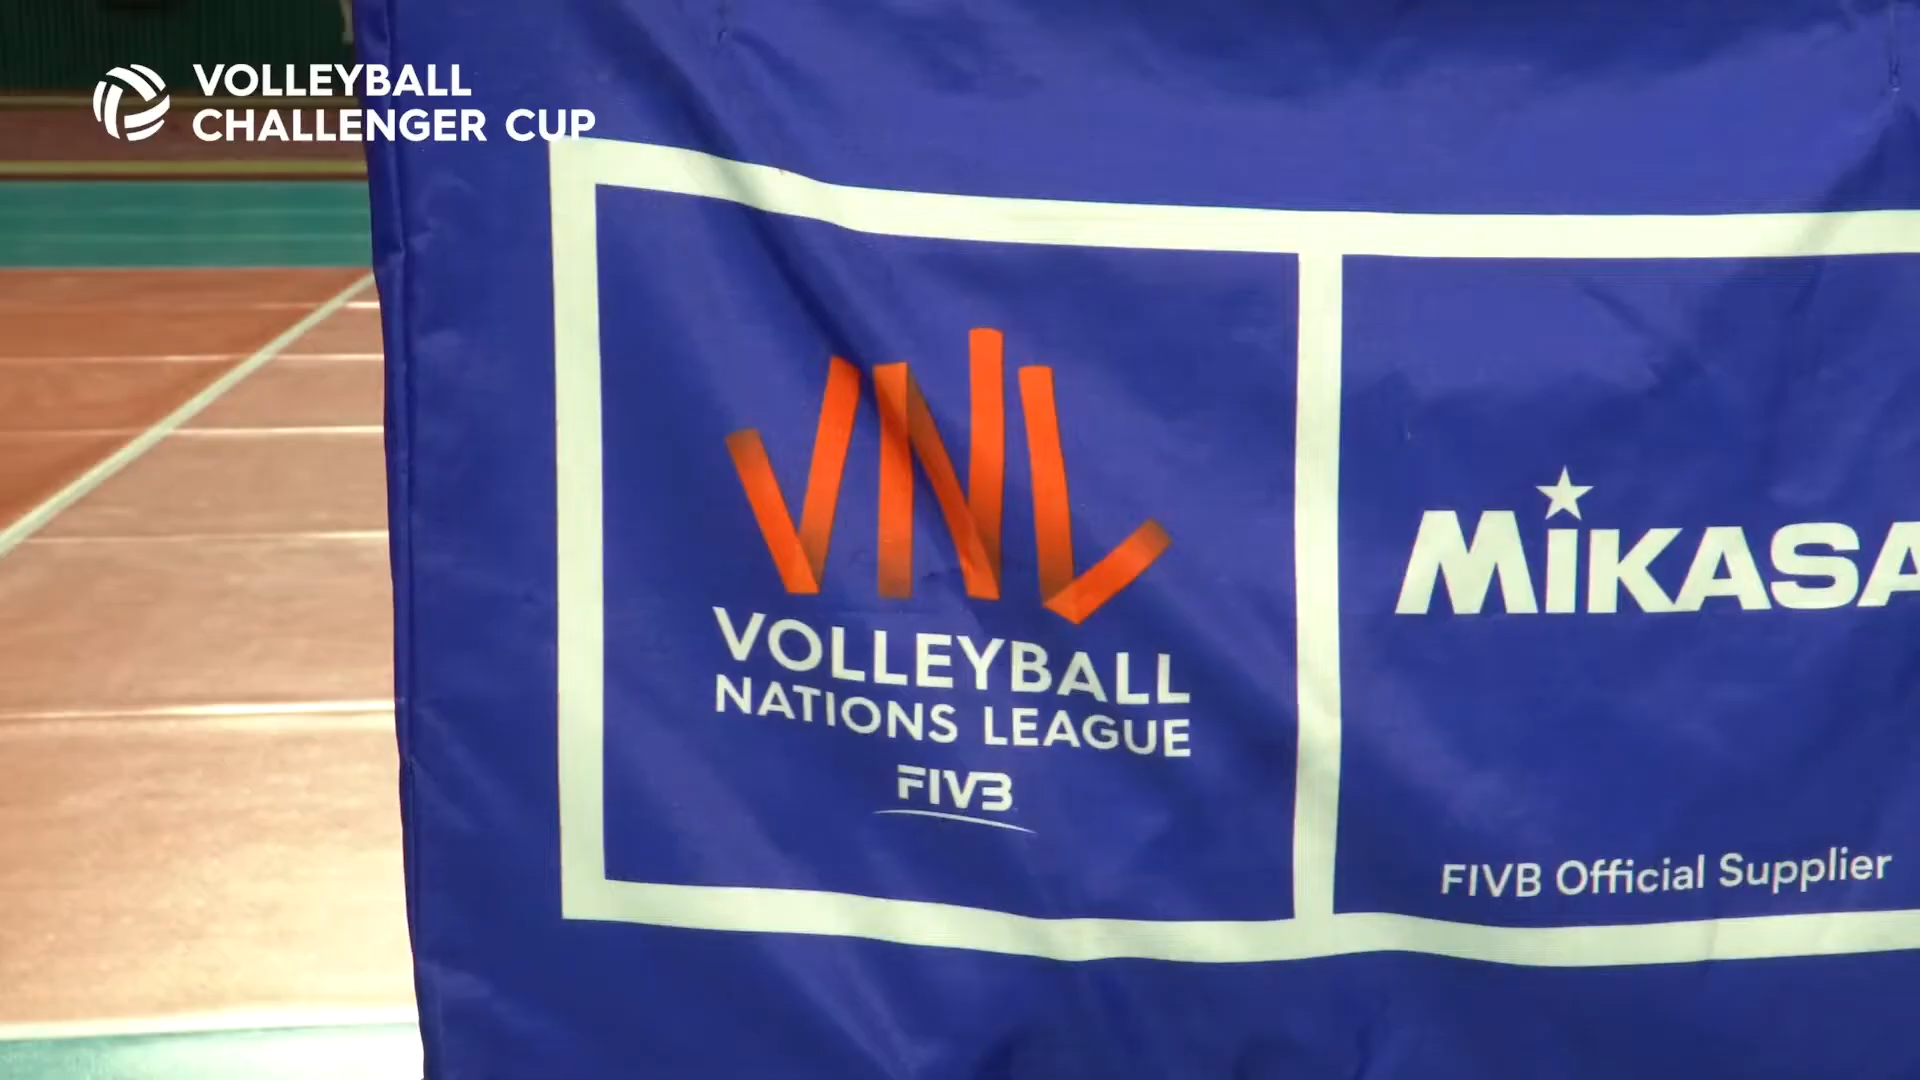 VOLLEYBALL
CHALLENGER CUP
VNL
VOLLEYBALL
NATIONS LEAGUE
FIVB
MiKASA
FIVB Official Supplier